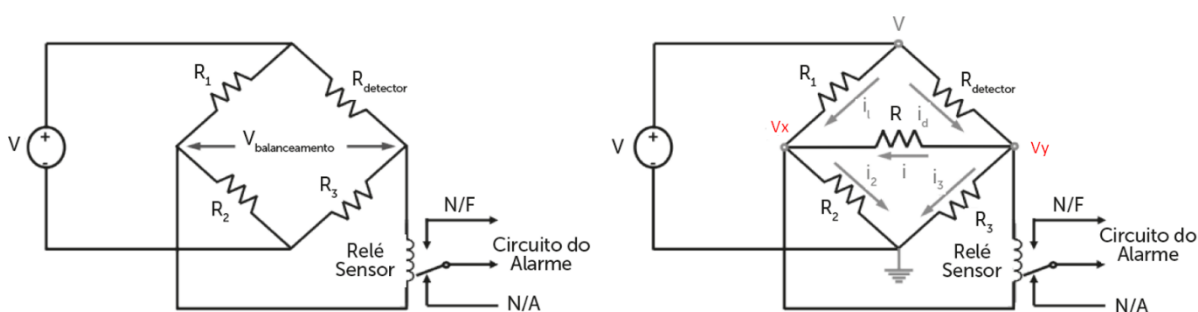 R1
Rdetector
V
+
-
Vbalanceamento
R2
R3
Relé
Sensor
N/F
Circuito do
Alarme
N/A
V
R1
Rdetector
i1
R
id
Vx
Vy
V
+
-
i2
i
i3
R2
R3
N/F
Relé
Sensor
Circuito do
Alarme
N/A